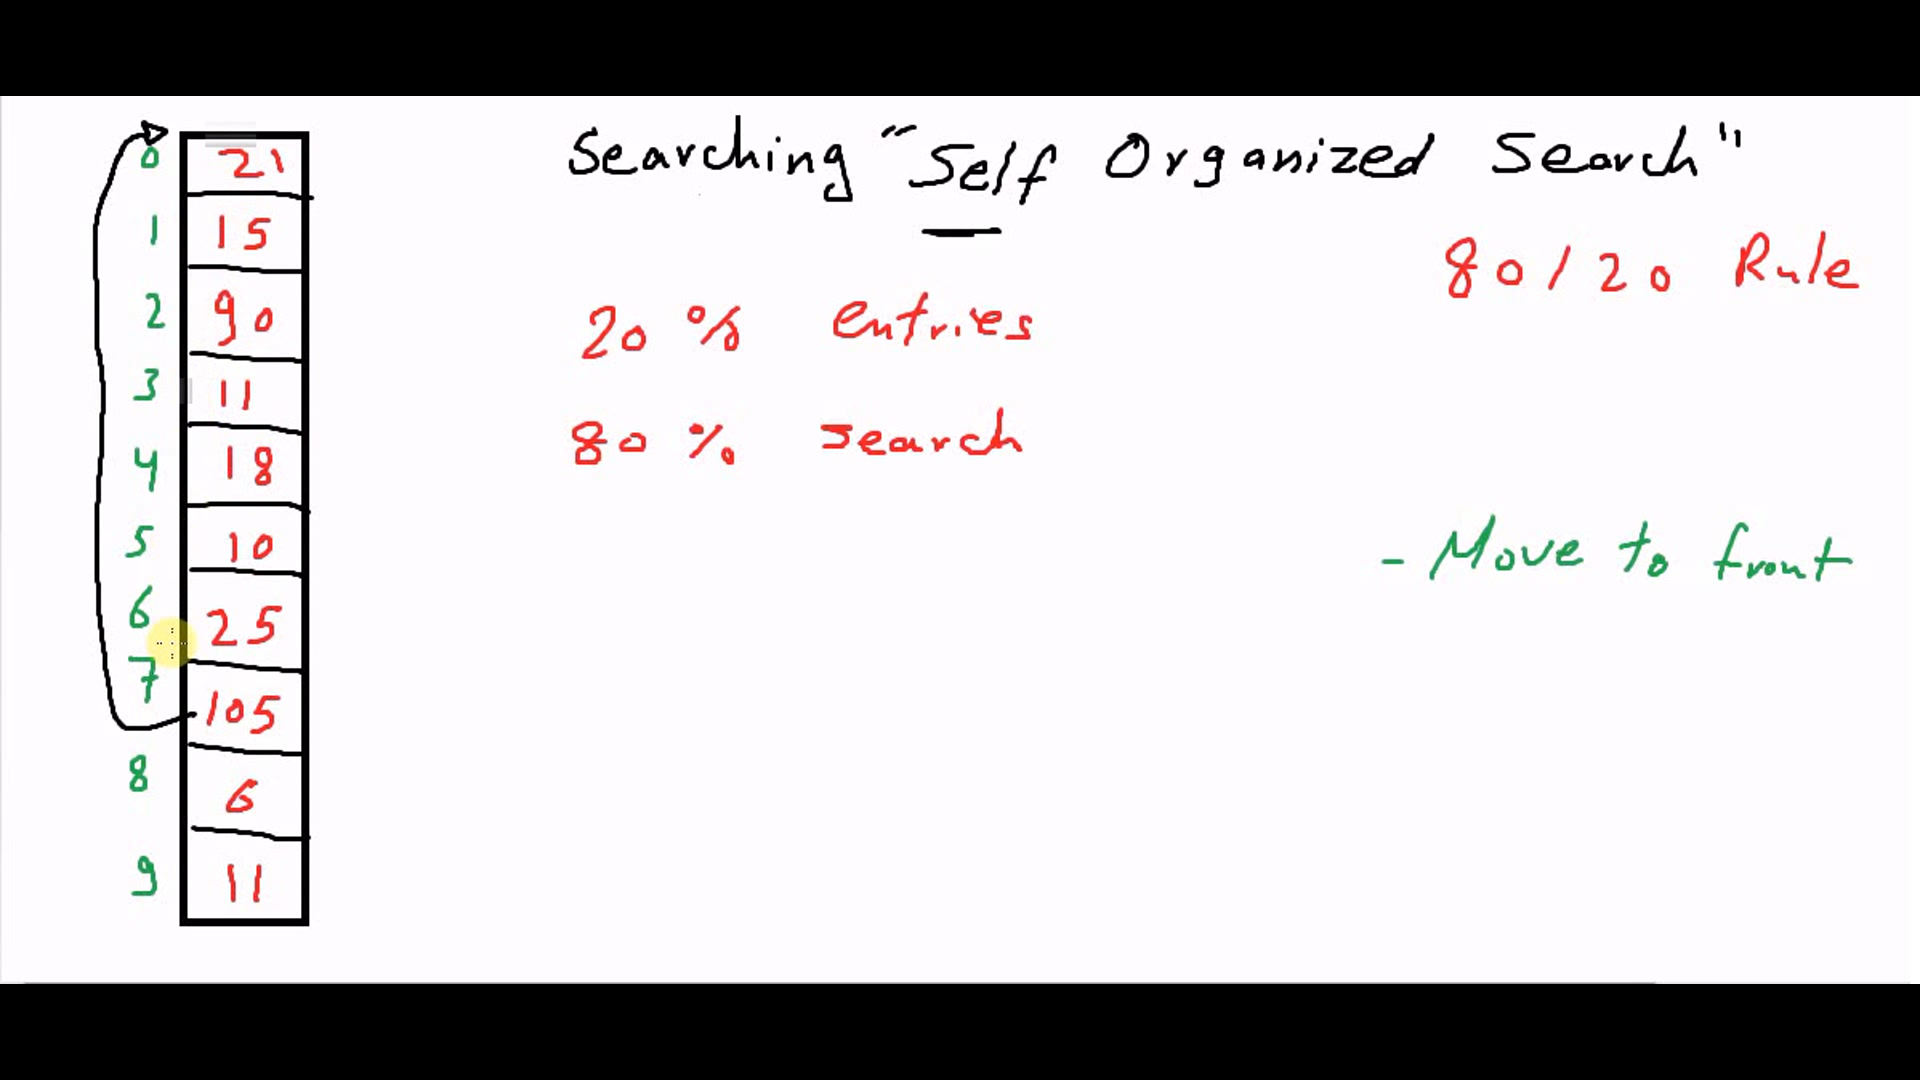 Searching "Self Organized Search"
80/20 Rule
20 % entries
80 % search
- Move to front
0 21
1 15
2 90
3 11
4 18
5 10
6 25
7 105
8 6
9 11